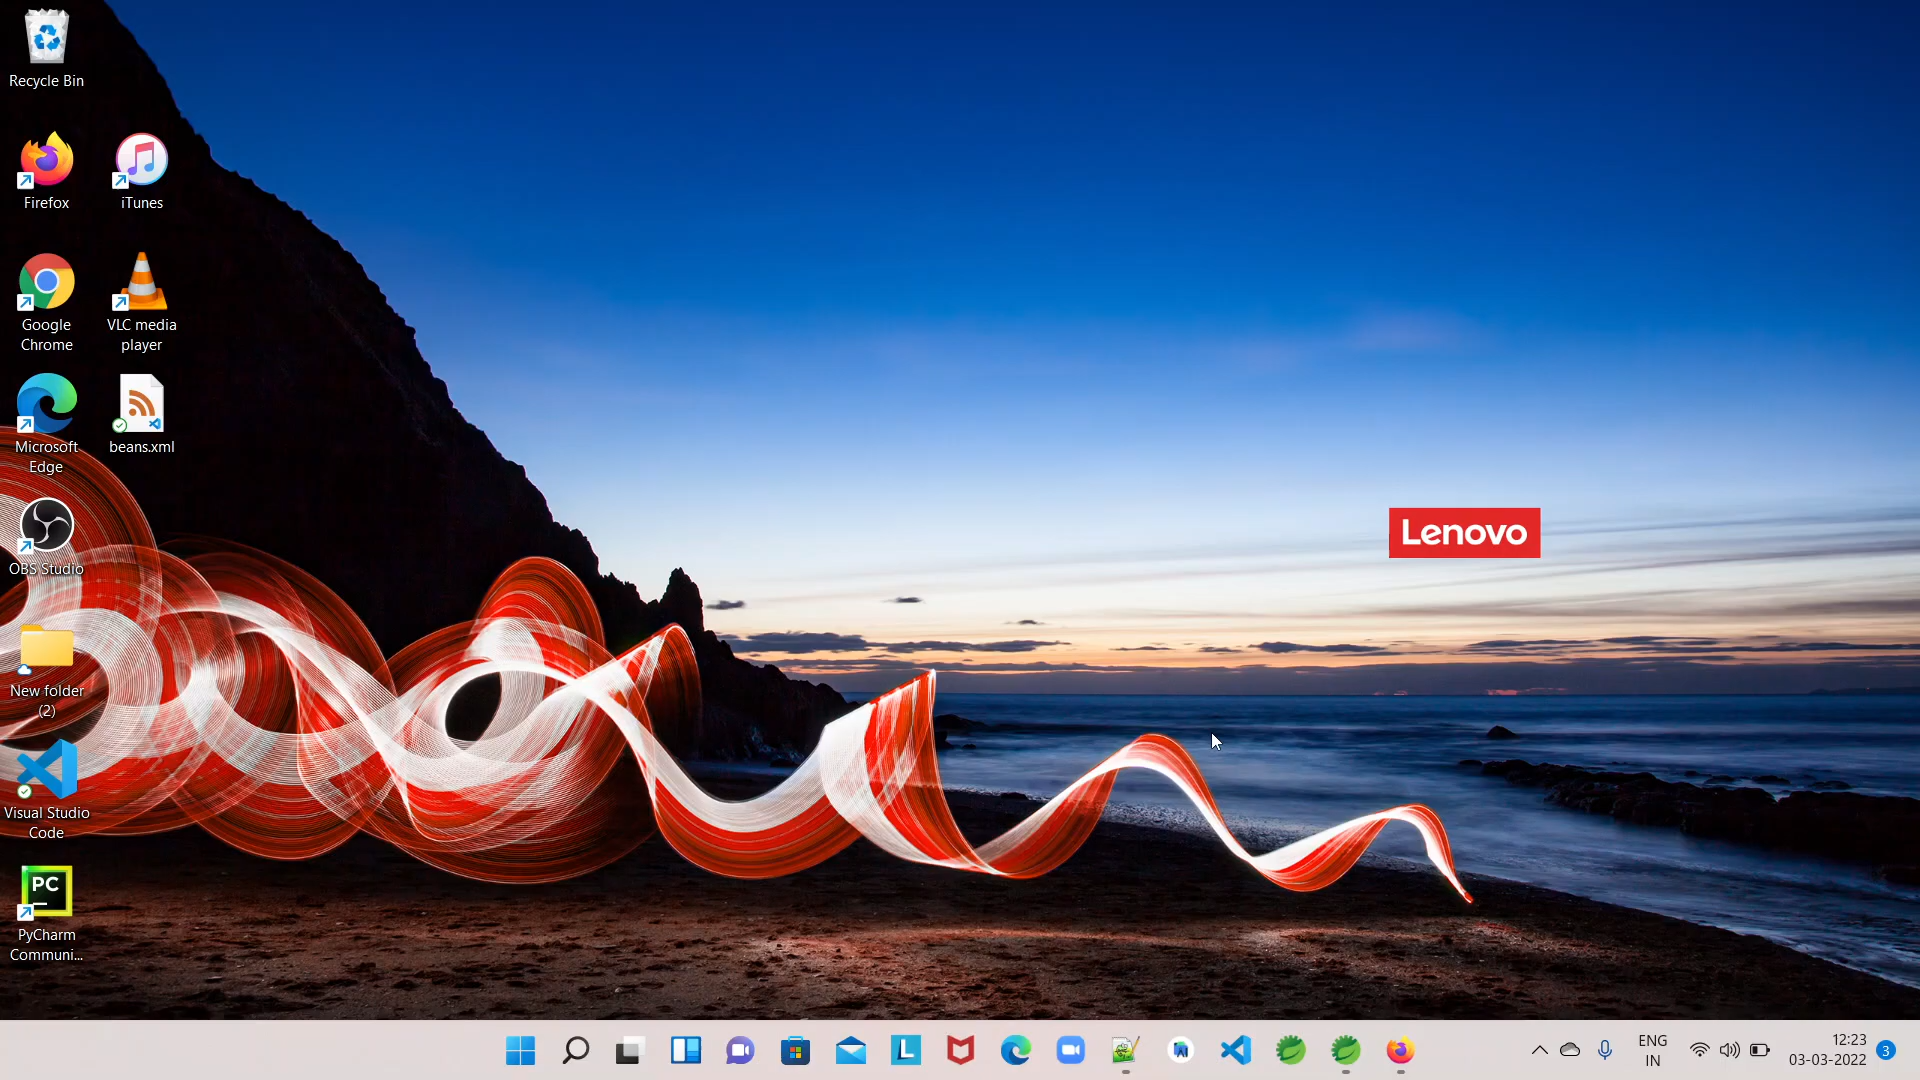 Recycle Bin
Firefox
iTunes
Google
Chrome
VLC media
player
Microsoft
Edge
beans.xml
OBS Studio
New folder
(2)
Visual Studio
Code
PC
PyCharm
Communi...
Lenovo
L
ENG
IN
12:23
03-03-2022
3